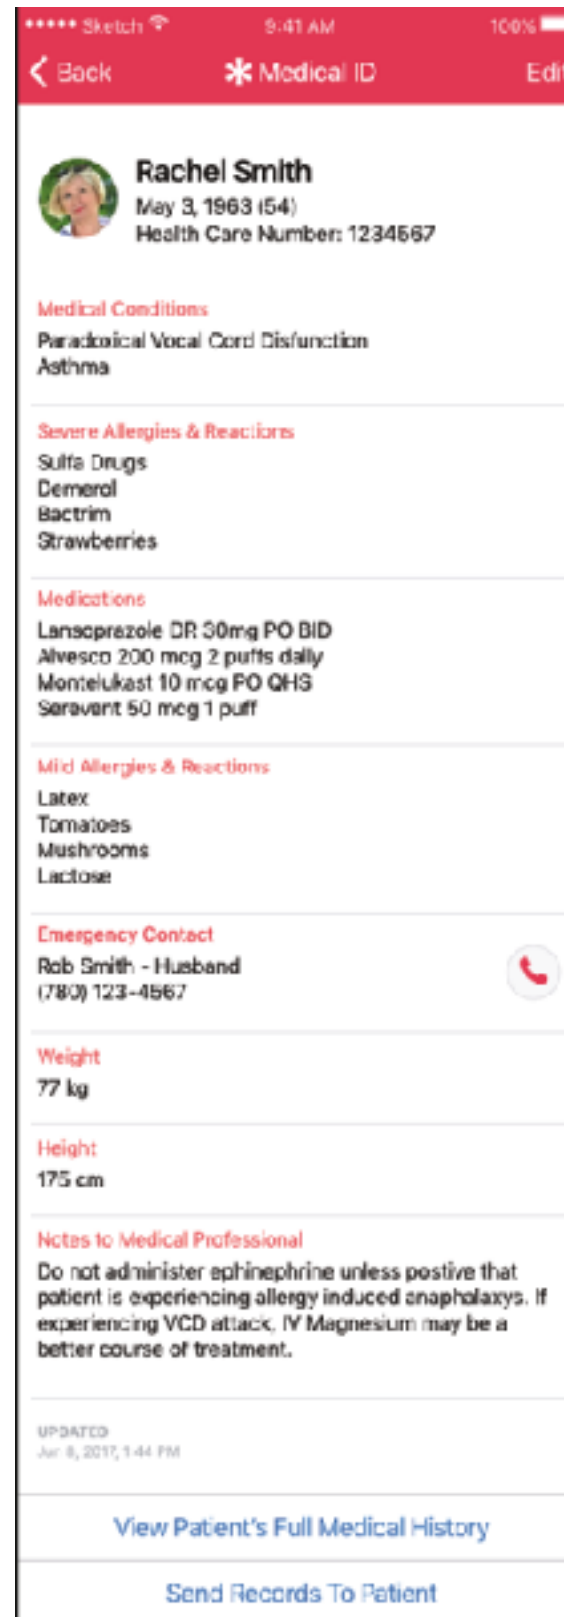 ••••• Sketch 9:41 AM 100%
Back Medical ID Edit
Rachel Smith
May 3, 1963 (54)
Health Care Number: 1234567
Medical Conditions
Paradoxical Vocal Cord Disfunction
Asthma
Severe Allergies & Reactions
Sulfa Drugs
Demerol
Bactrim
Strawberries
Medications
Lansoprazole DR 30mg PO BID
Alvesco 200 mcg 2 puffs daily
Montelukast 10 mcg PO QHS
Serevent 50 mcg 1 puff
Mild Allergies & Reactions
Latex
Tomatoes
Mushrooms
Lactose
Emergency Contact
Rob Smith - Husband
(780) 123-4567
Weight
77 kg
Height
175 cm
Notes to Medical Professional
Do not administer ephinephrine unless postive that
patient is experiencing allergy induced anaphalaxys. If
experiencing VCD attack, IV Magnesium may be a
better course of treatment.
UPDATED
8, 2017, 1:44 PM
View Patient's Full Medical History
Send Records To Patient